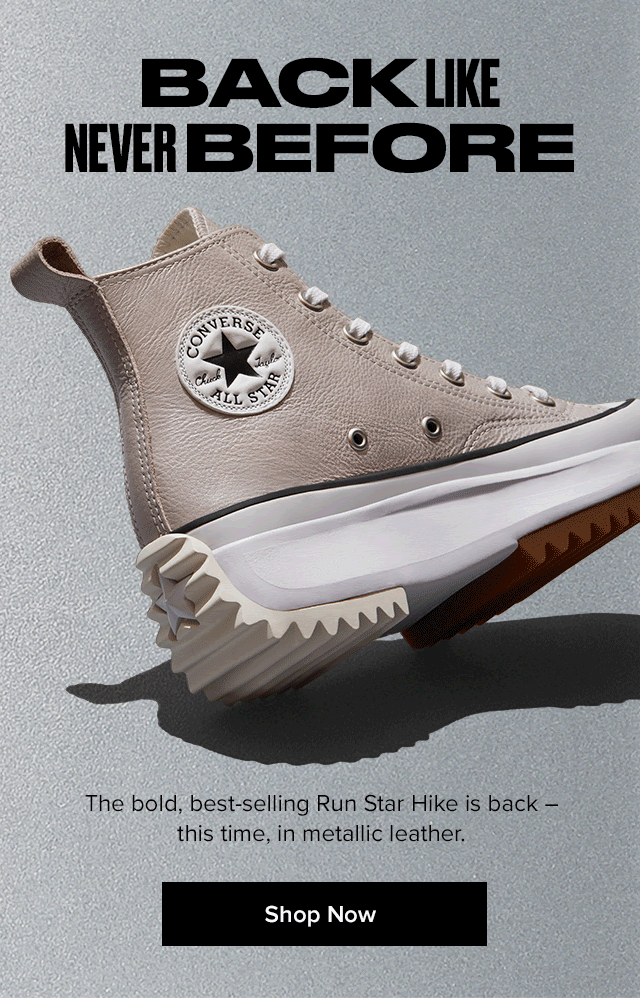 BACK LIKE
NEVER BEFORE
CONVERSE
Chuck Taylor
ALL STAR
The bold, best-selling Run Star Hike is back –
this time, in metallic leather.
Shop Now